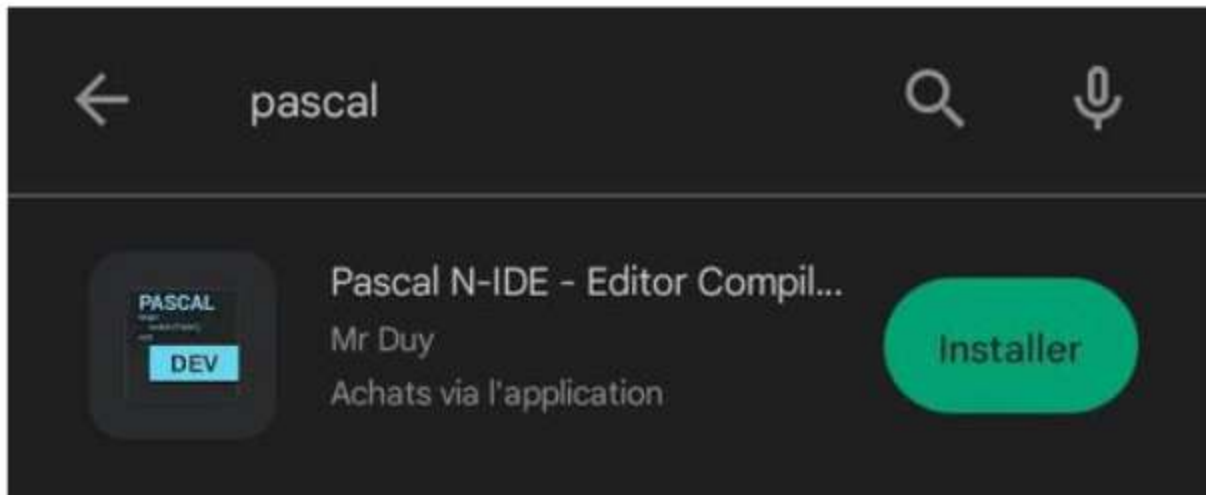 pascal
Pascal N-IDE - Editor Compil...
Mr Duy
Achats via l'application
Installer
PASCAL
DEV